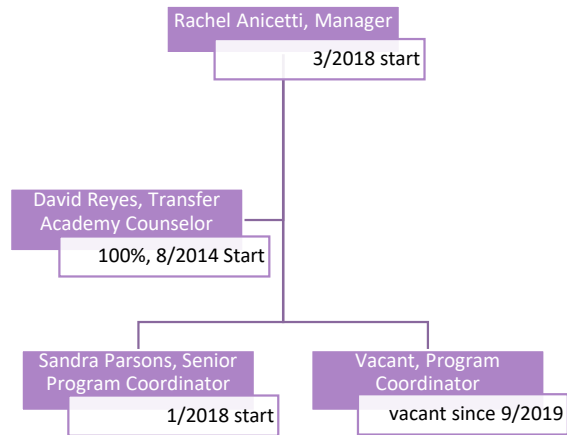 Rachel Anicetti, Manager
3/2018 start
David Reyes, Transfer
Academy Counselor
100%, 8/2014 Start
Sandra Parsons, Senior
Program Coordinator
1/2018 start
Vacant, Program
Coordinator
vacant since 9/2019